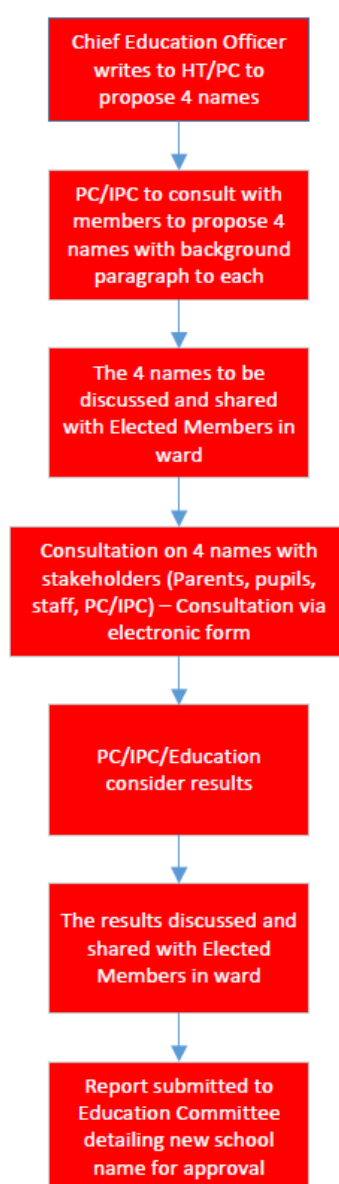 Chief Education Officer
writes to HT/PC to
propose 4 names
PC/IPC to consult with
members to propose 4
names with background
paragraph to each
The 4 names to be
discussed and shared
with Elected Members in
ward
Consultation on 4 names with
stakeholders (Parents, pupils,
staff, PC/IPC) – Consultation via
electronic form
PC/IPC/Education
consider results
The results discussed and
shared with Elected
Members in ward
Report submitted to
Education Committee
detailing new school
name for approval